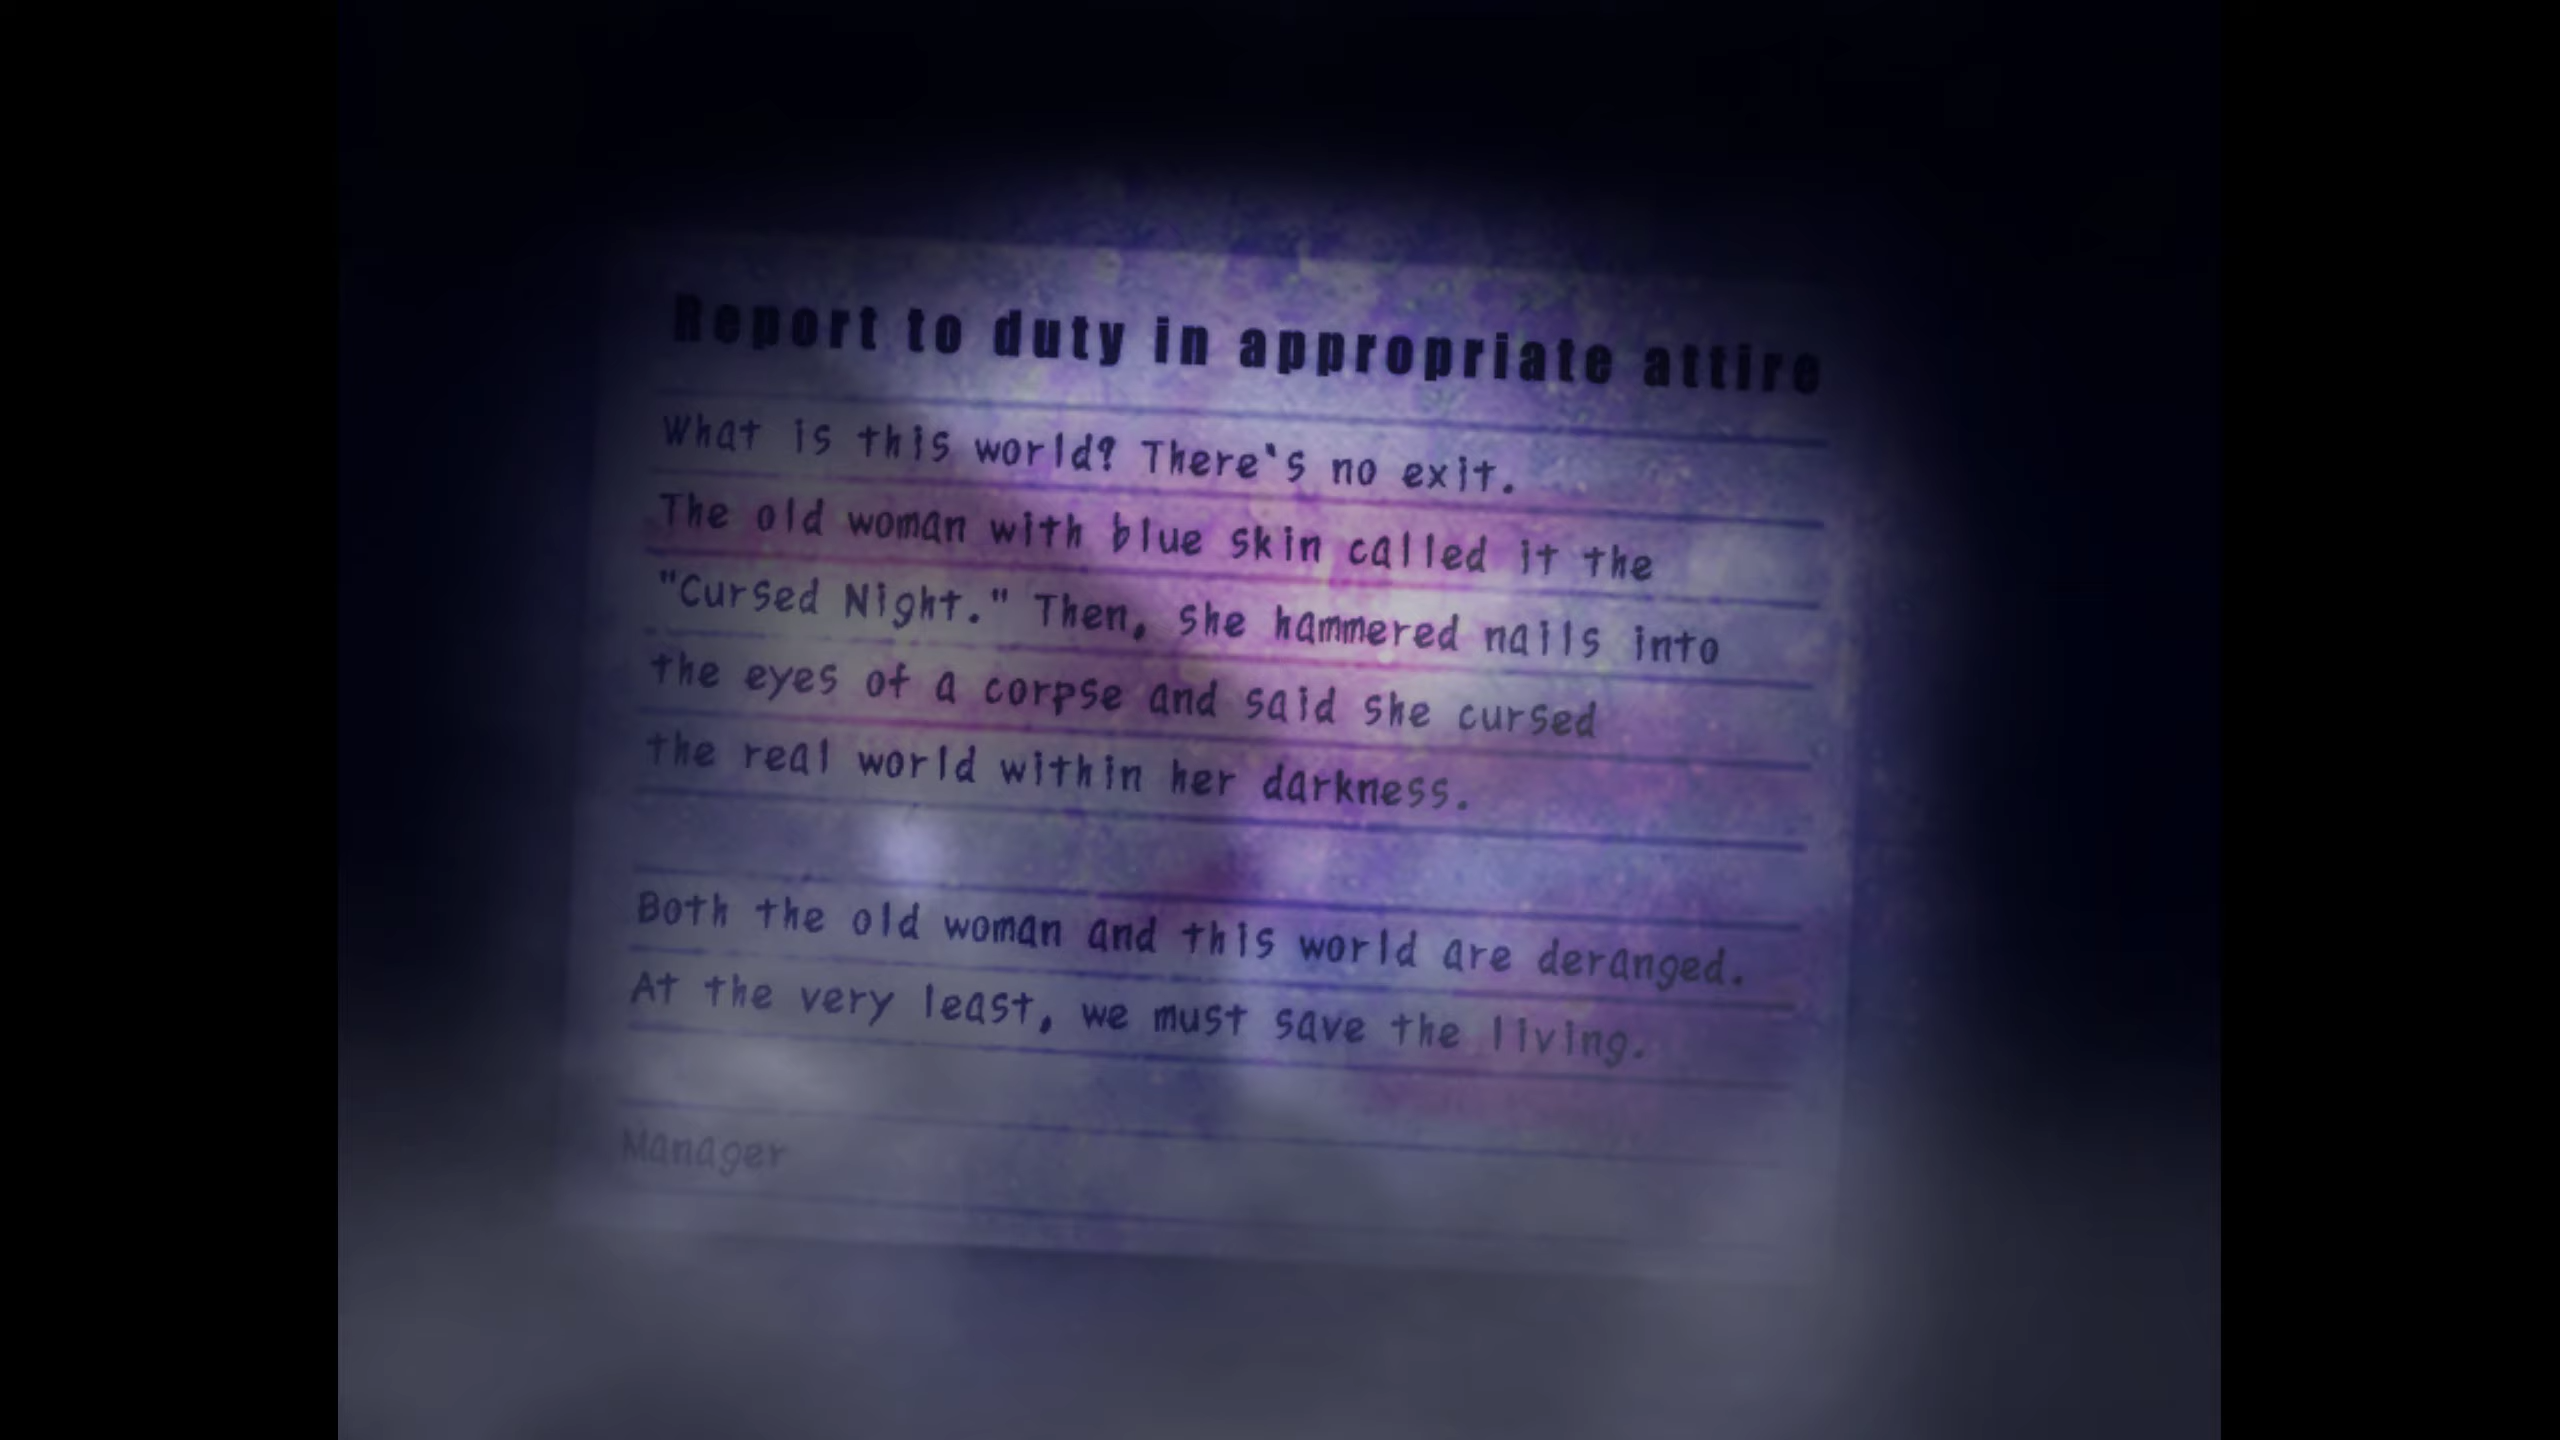 Report to duty in appropriate attire
What is this world? There's no exit.
The old woman with blue skin called it the
"Cursed Night." Then, she hammered nails into
the eyes of a corpse and said she cursed
the real world within her darkness.
Both the old woman and this world are deranged.
At the very least, we must save the living.
Manager